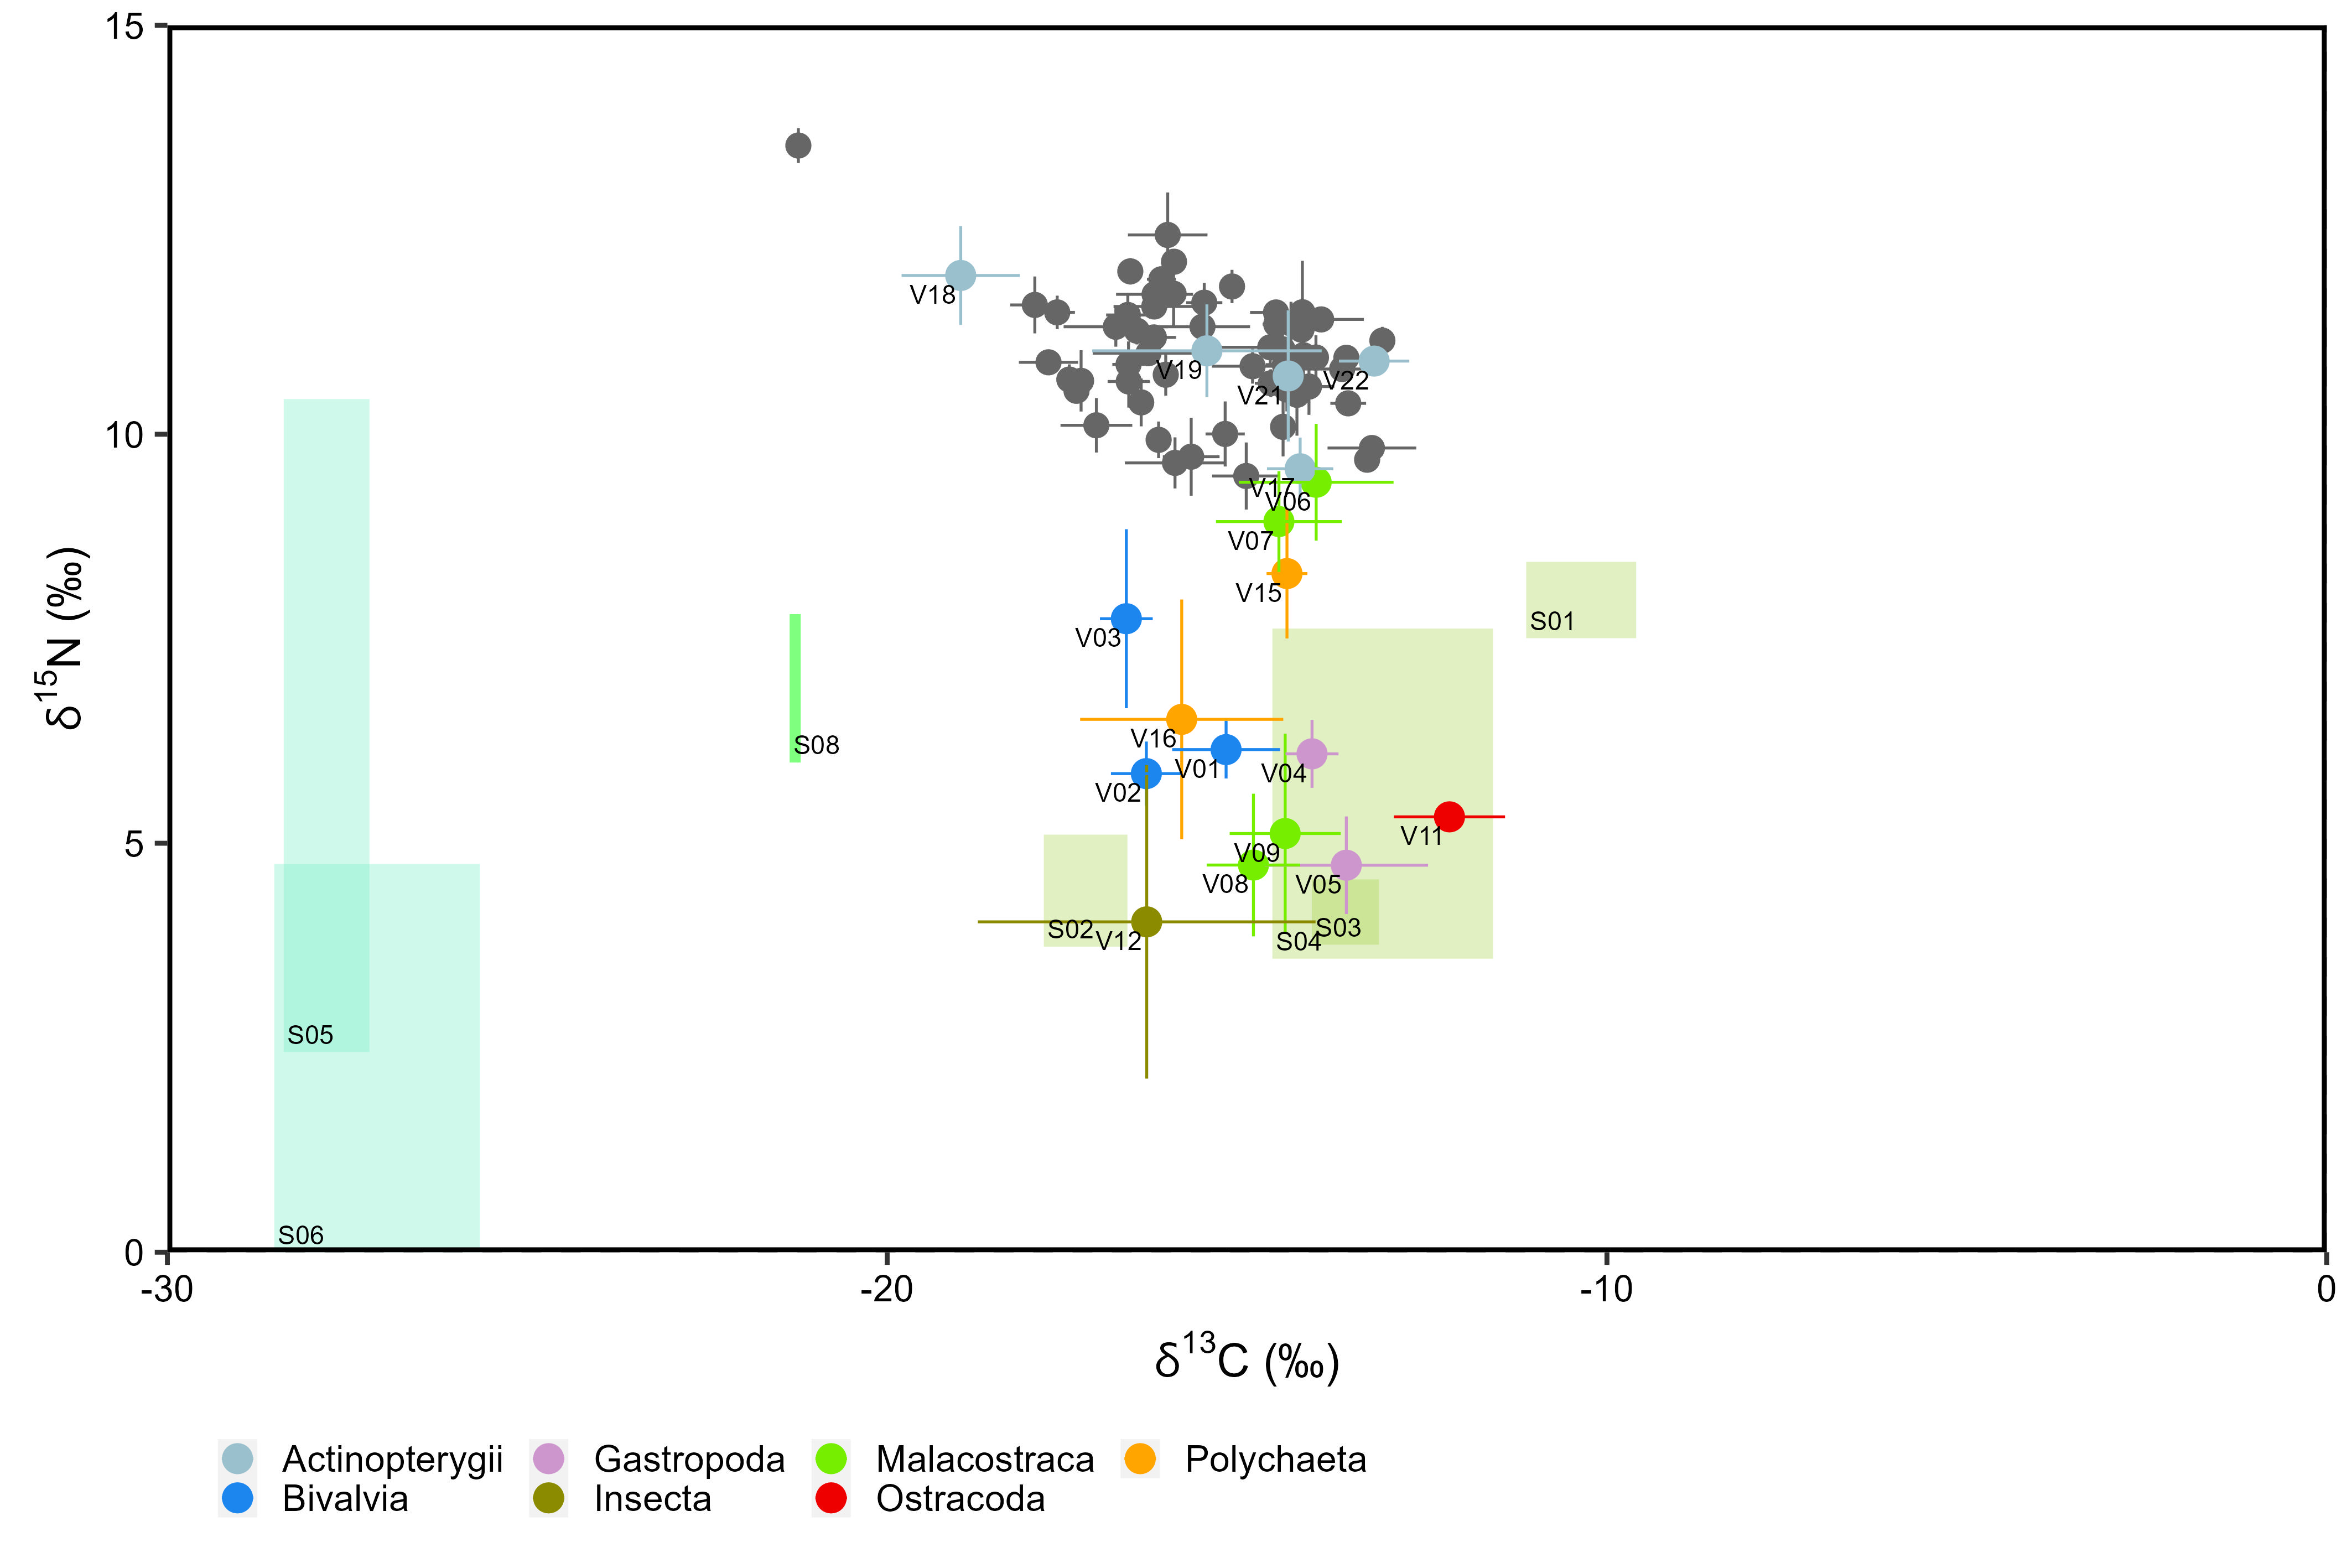 15
V18
V19
V21
V22
10
V17
V06
V07
V15
S01
V03
δ15N (‰)
V16
S08
V01
V04
V02
5
V11
V09
V08
V05
S02
V12
S04
S03
S05
S06
0
-30
-20
-10
0
δ13C (‰)
Actinopterygii
Gastropoda
Malacostraca
Polychaeta
Bivalvia
Insecta
Ostracoda